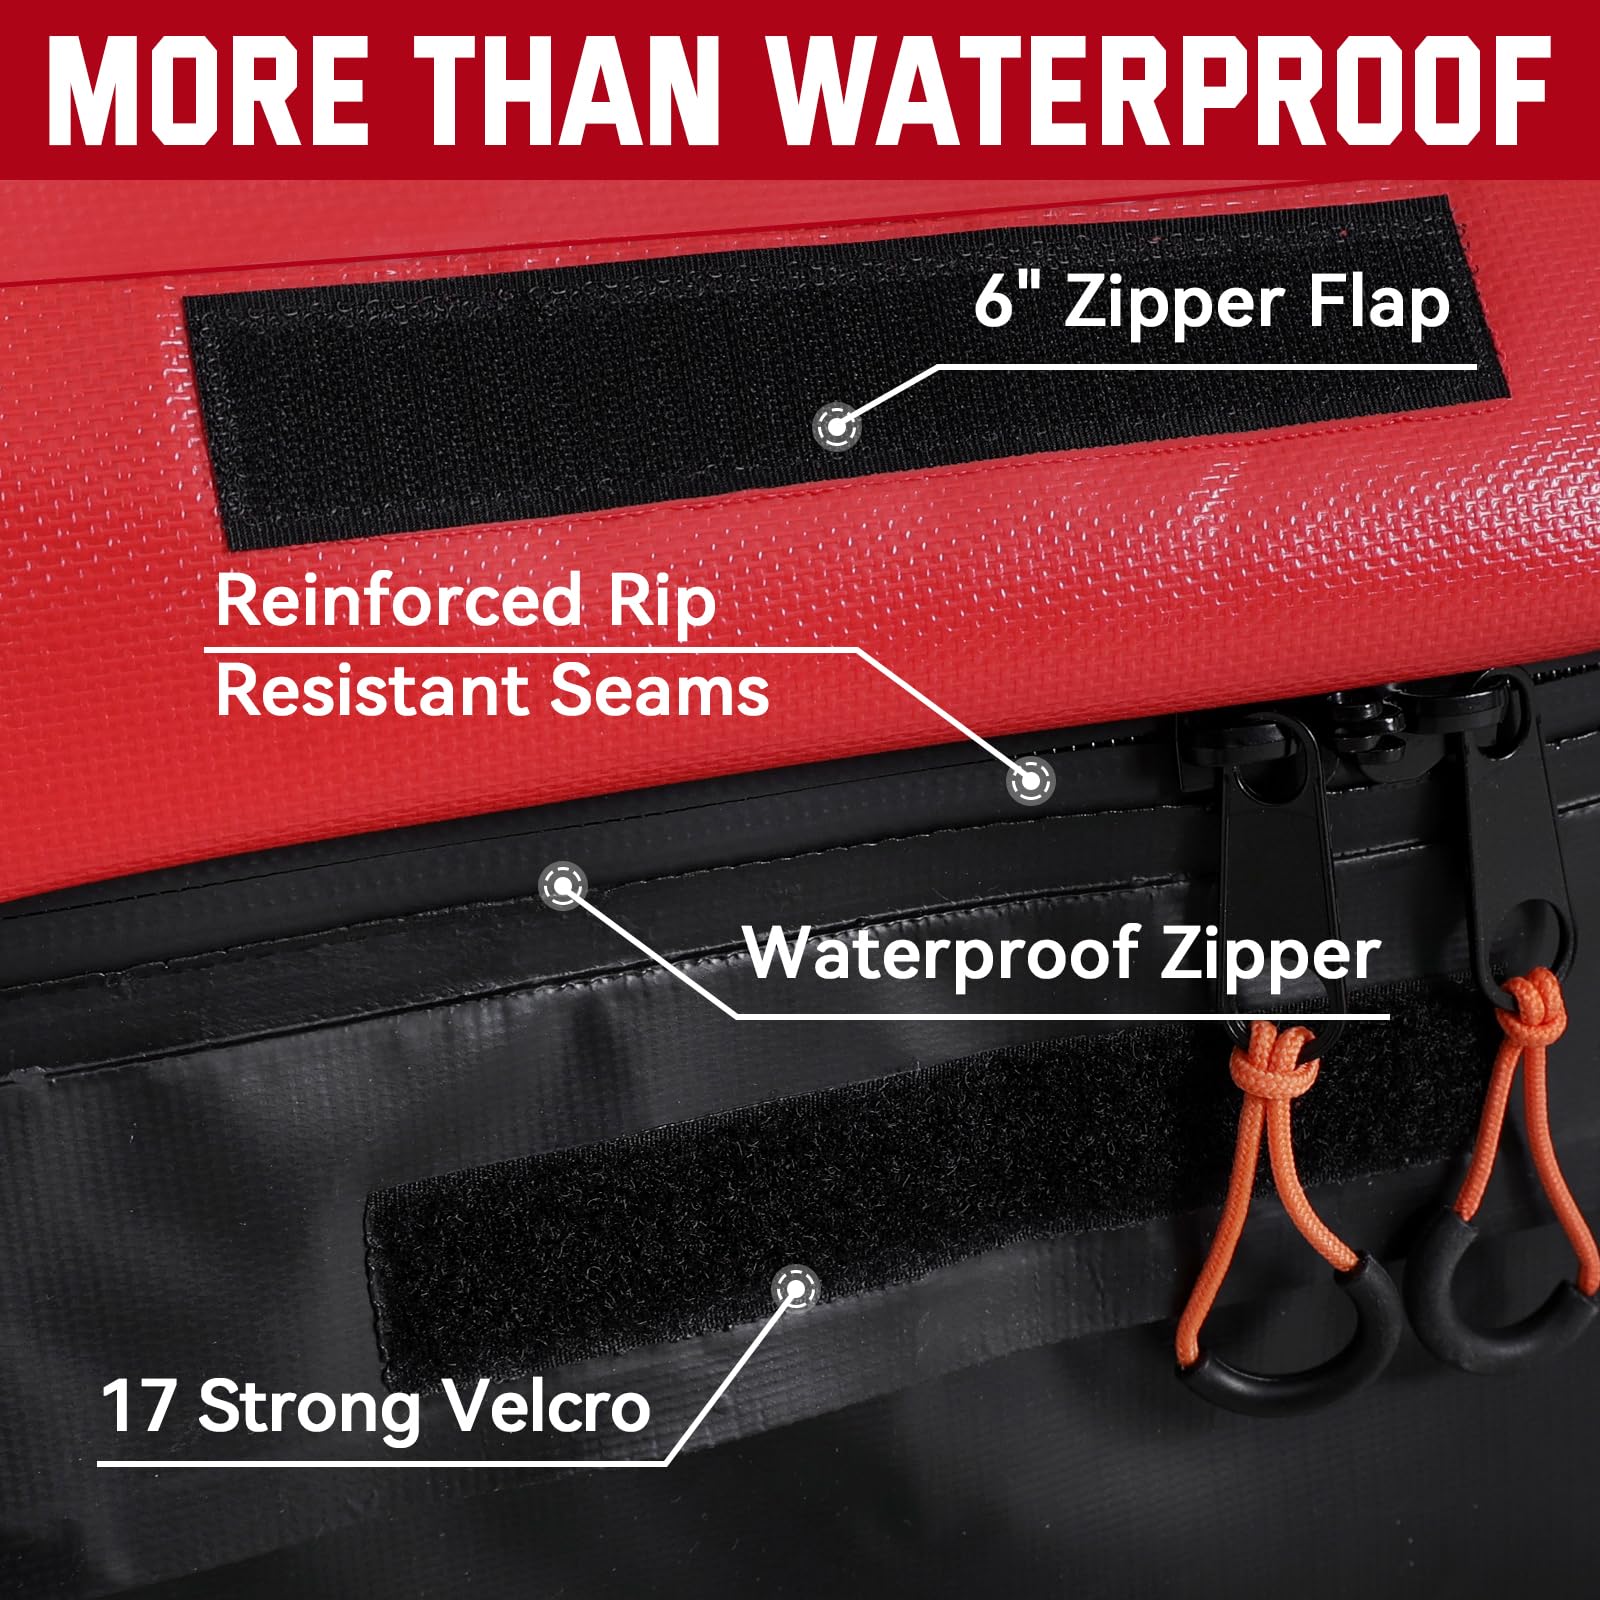 MORE THAN WATERPROOF
6" Zipper Flap
Reinforced Rip
Resistant Seams
Waterproof Zipper
17 Strong Velcro